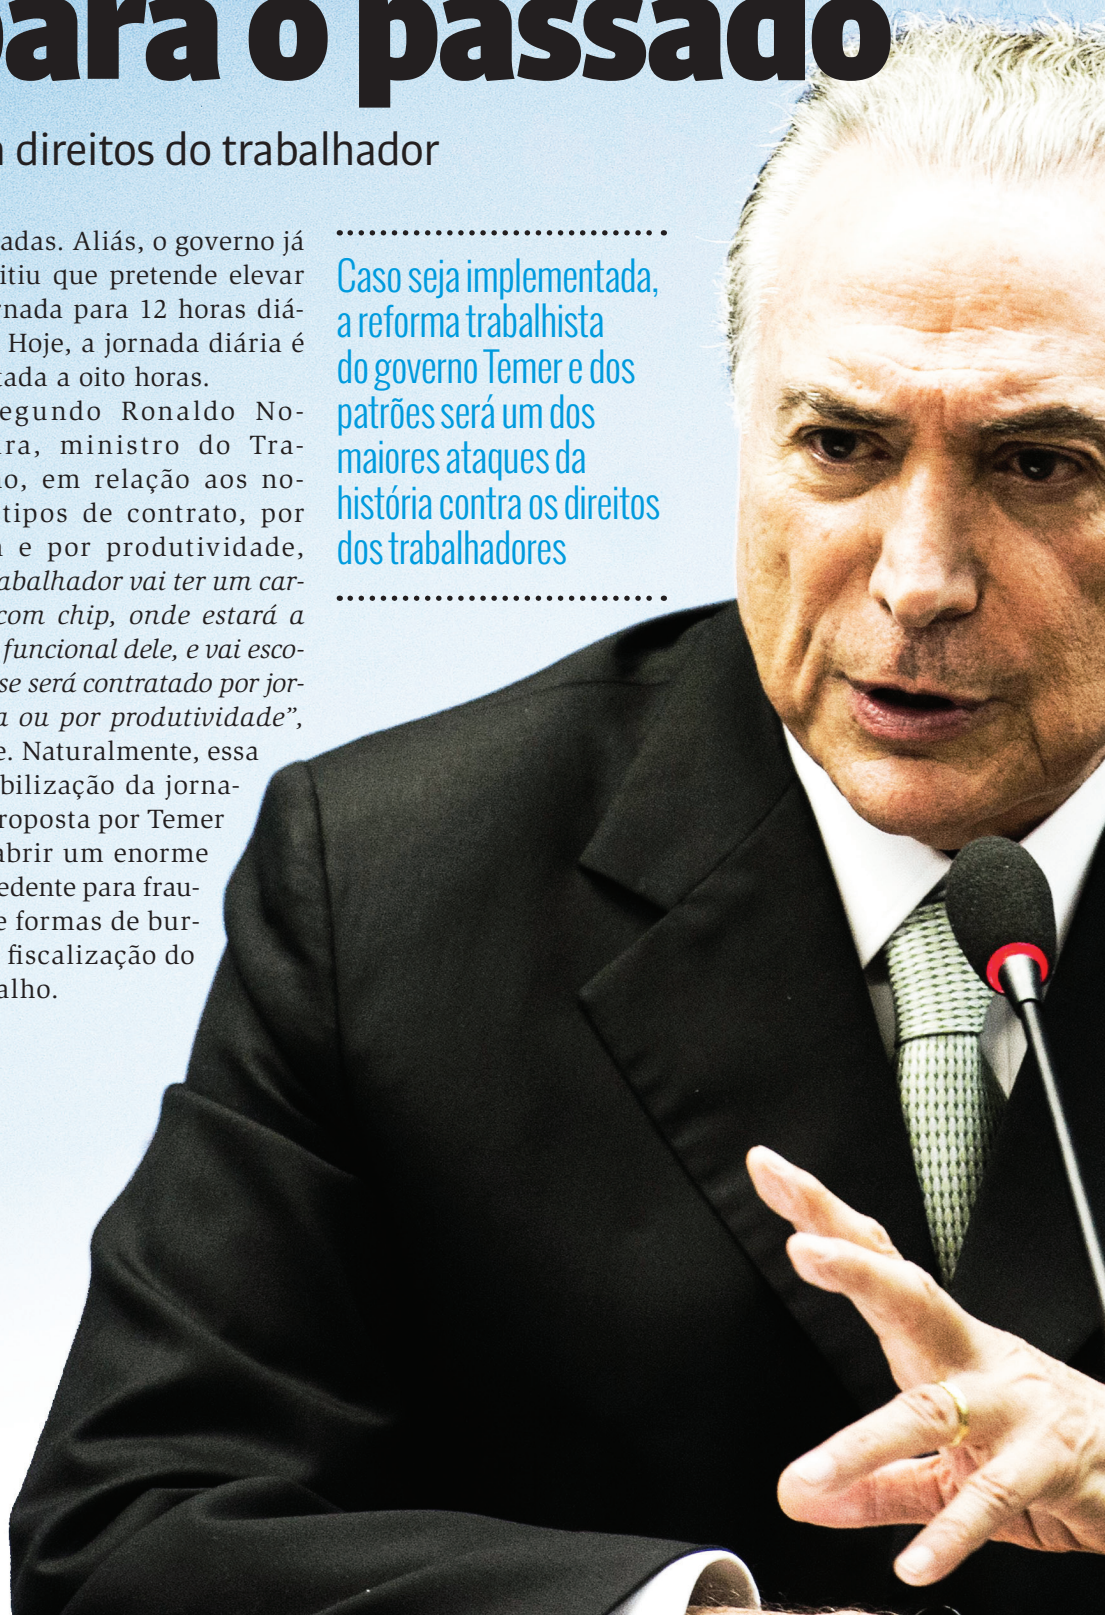 para o passado
direitos do trabalhador
adas. Aliás, o governo já
itiu que pretende elevar
rnada para 12 horas diá-
Hoje, a jornada diária é
tada a oito horas.
egundo Ronaldo No-
ra, ministro do Tra-
o, em relação aos no-
tipos de contrato, por
e por produtividade,
abalhador vai ter um car-
com chip, onde estará a
funcional dele, e vai esco-
se será contratado por jor-
a ou por produtividade”,
e. Naturalmente, essa
bilização da jorna-
roposta por Temer
abrir um enorme
edente para frau-
e formas de bur-
fiscalização do
alho.
Caso seja implementada,
a reforma trabalhista
do governo Temer e dos
patrões será um dos
maiores ataques da
história contra os direitos
dos trabalhadores